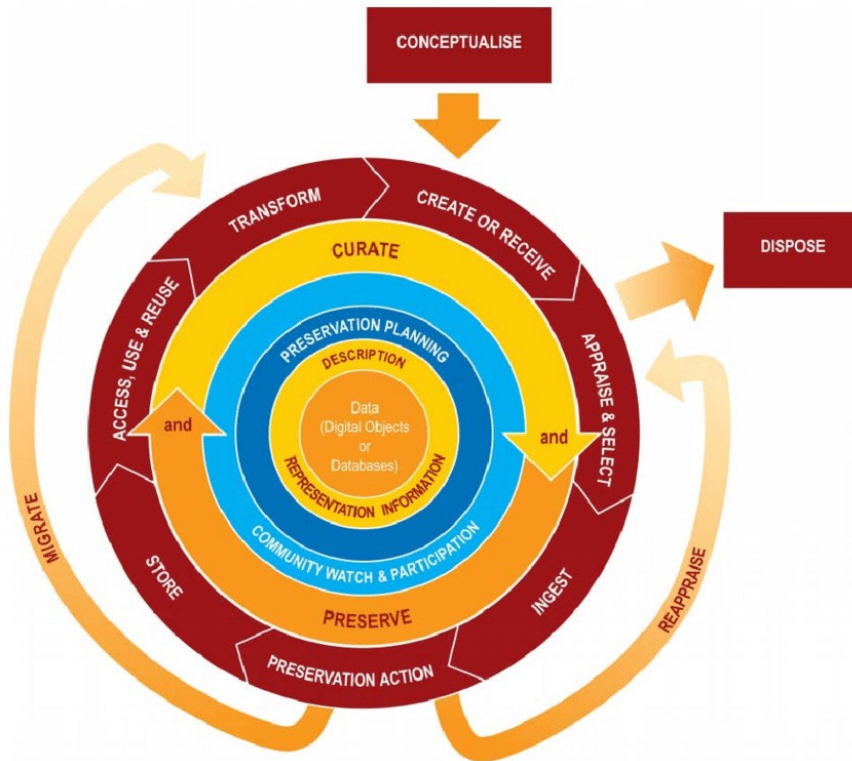 CONCEPTUALISE
DISPOSE
TRANSFORM
CREATE OR RECEIVE
APPRAISE & SELECT
INGEST
PRESERVATION ACTION
STORE
ACCESS, USE & REUSE
MIGRATE
REAPPRAISE
CURATE
and
PRESERVE
and
COMMUNITY WATCH & PARTICIPATION
PRESERVATION PLANNING
DESCRIPTION
REPRESENTATION INFORMATION
Data
(Digital Objects
or
Databases)